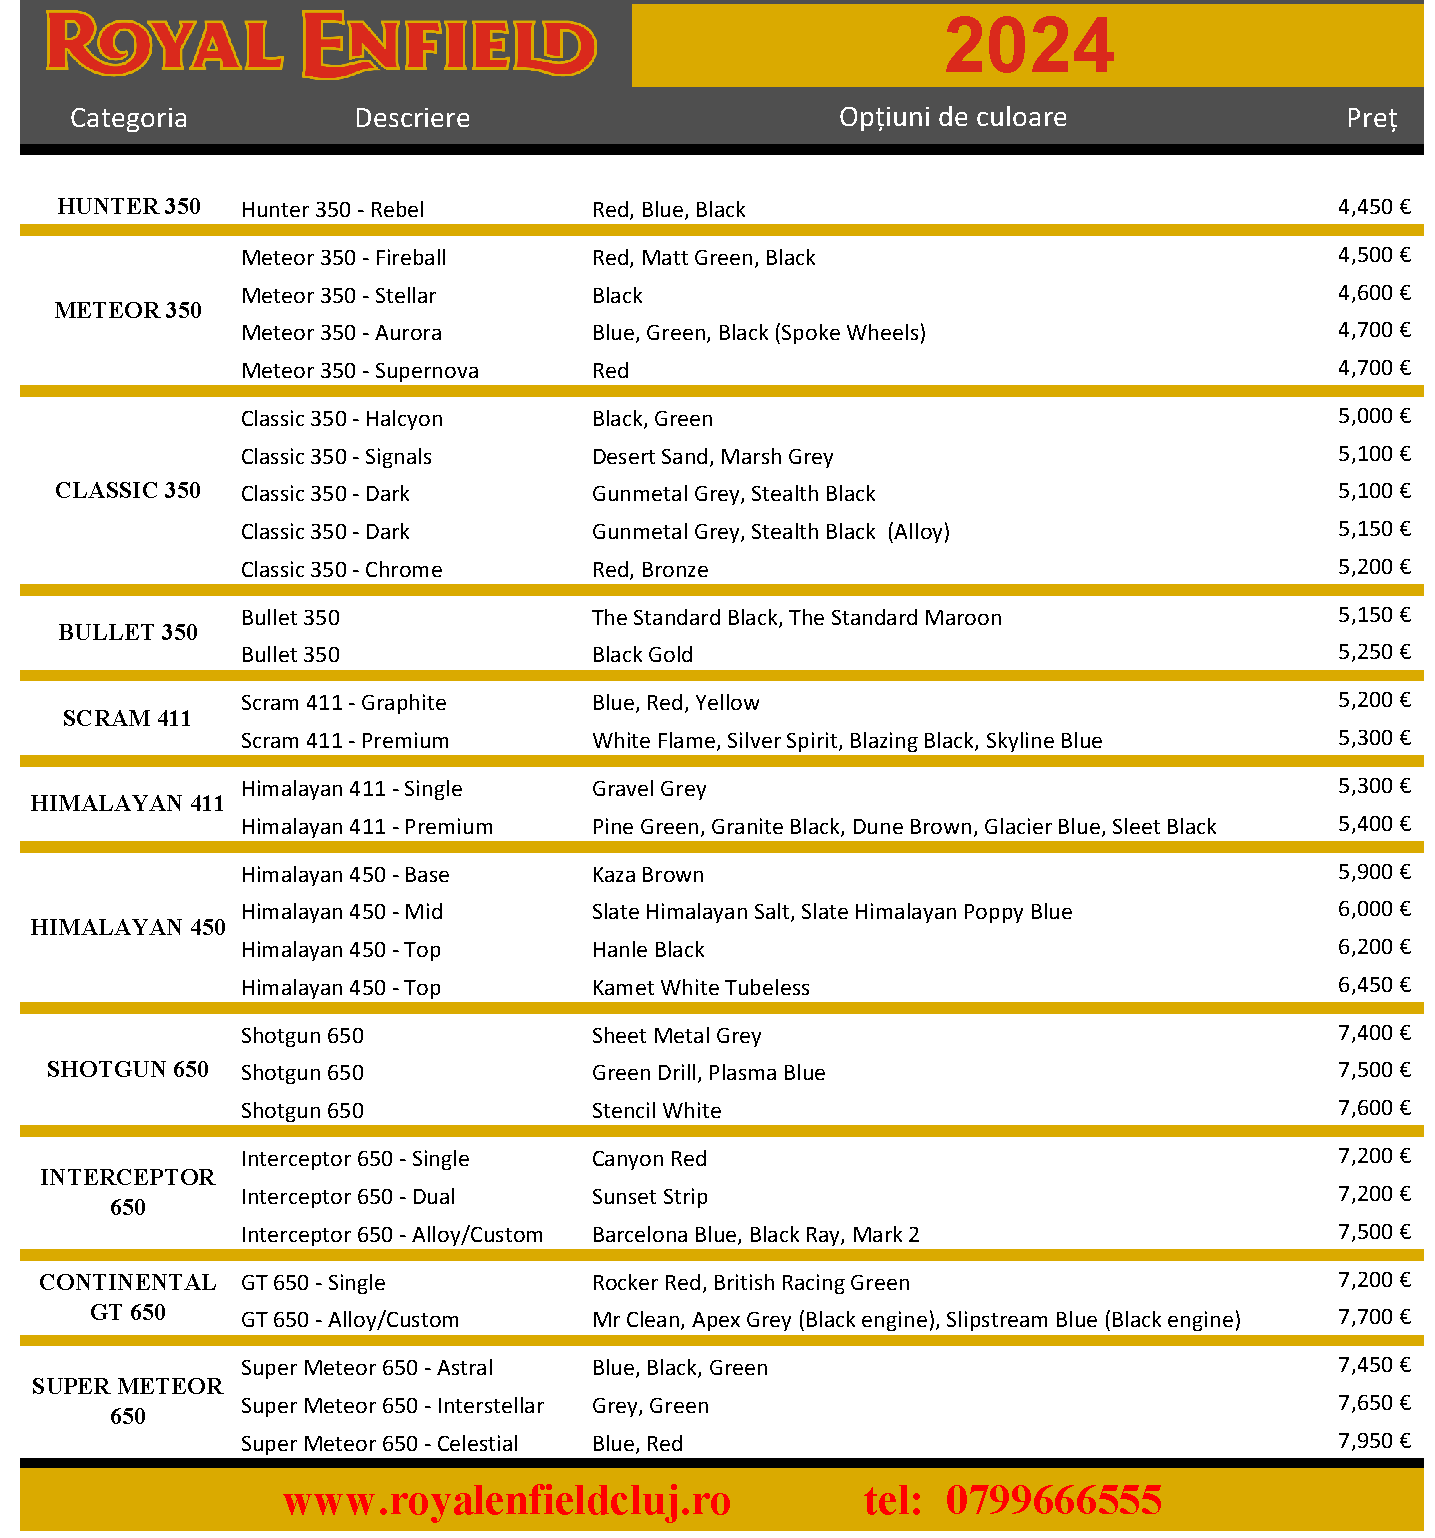 ROYAL ENFIELD 2024
Categoria Descriere Opțiuni de culoare Preț
HUNTER 350 Hunter 350 - Rebel Red, Blue, Black 4,450 €
METEOR 350
Meteor 350 - Fireball Red, Matt Green, Black 4,500 €
Meteor 350 - Stellar Black 4,600 €
Meteor 350 - Aurora Blue, Green, Black (Spoke Wheels) 4,700 €
Meteor 350 - Supernova Red 4,700 €
CLASSIC 350
Classic 350 - Halcyon Black, Green 5,000 €
Classic 350 - Signals Desert Sand, Marsh Grey 5,100 €
Classic 350 - Dark Gunmetal Grey, Stealth Black 5,100 €
Classic 350 - Dark Gunmetal Grey, Stealth Black (Alloy) 5,150 €
Classic 350 - Chrome Red, Bronze 5,200 €
BULLET 350
Bullet 350 The Standard Black, The Standard Maroon 5,150 €
Bullet 350 Black Gold 5,250 €
SCRAM 411
Scram 411 - Graphite Blue, Red, Yellow 5,200 €
Scram 411 - Premium White Flame, Silver Spirit, Blazing Black, Skyline Blue 5,300 €
HIMALAYAN 411
Himalayan 411 - Single Gravel Grey 5,300 €
Himalayan 411 - Premium Pine Green, Granite Black, Dune Brown, Glacier Blue, Sleet Black 5,400 €
HIMALAYAN 450
Himalayan 450 - Base Kaza Brown 5,900 €
Himalayan 450 - Mid Slate Himalayan Salt, Slate Himalayan Poppy Blue 6,000 €
Himalayan 450 - Top Hanle Black 6,200 €
Himalayan 450 - Top Kamet White Tubeless 6,450 €
SHOTGUN 650
Shotgun 650 Sheet Metal Grey 7,400 €
Shotgun 650 Green Drill, Plasma Blue 7,500 €
Shotgun 650 Stencil White 7,600 €
INTERCEPTOR
650
Interceptor 650 - Single Canyon Red 7,200 €
Interceptor 650 - Dual Sunset Strip 7,200 €
Interceptor 650 - Alloy/Custom Barcelona Blue, Black Ray, Mark 2 7,500 €
CONTINENTAL
GT 650
GT 650 - Single Rocker Red, British Racing Green 7,200 €
GT 650 - Alloy/Custom Mr Clean, Apex Grey (Black engine), Slipstream Blue (Black engine) 7,700 €
SUPER METEOR
650
Super Meteor 650 - Astral Blue, Black, Green 7,450 €
Super Meteor 650 - Interstellar Grey, Green 7,650 €
Super Meteor 650 - Celestial Blue, Red 7,950 €
www.royalenfieldcluj.ro tel: 0799666555